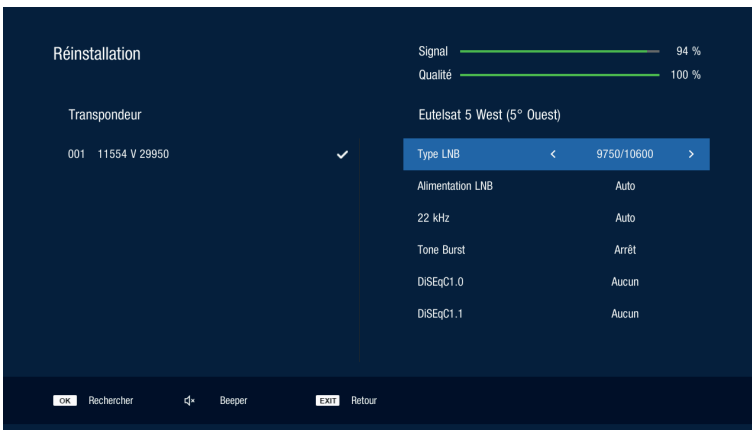 Réinstallation
Signal 94 %
Qualité 100 %
Transpondeur
001 11554 V 29950
Eutelsat 5 West (5° Ouest)
Type LNB < 9750/10600 >
Alimentation LNB Auto
22 kHz Auto
Tone Burst Arrêt
DiSEqC1.0 Aucun
DiSEqC1.1 Aucun
OK Rechercher Beeper EXIT Retour